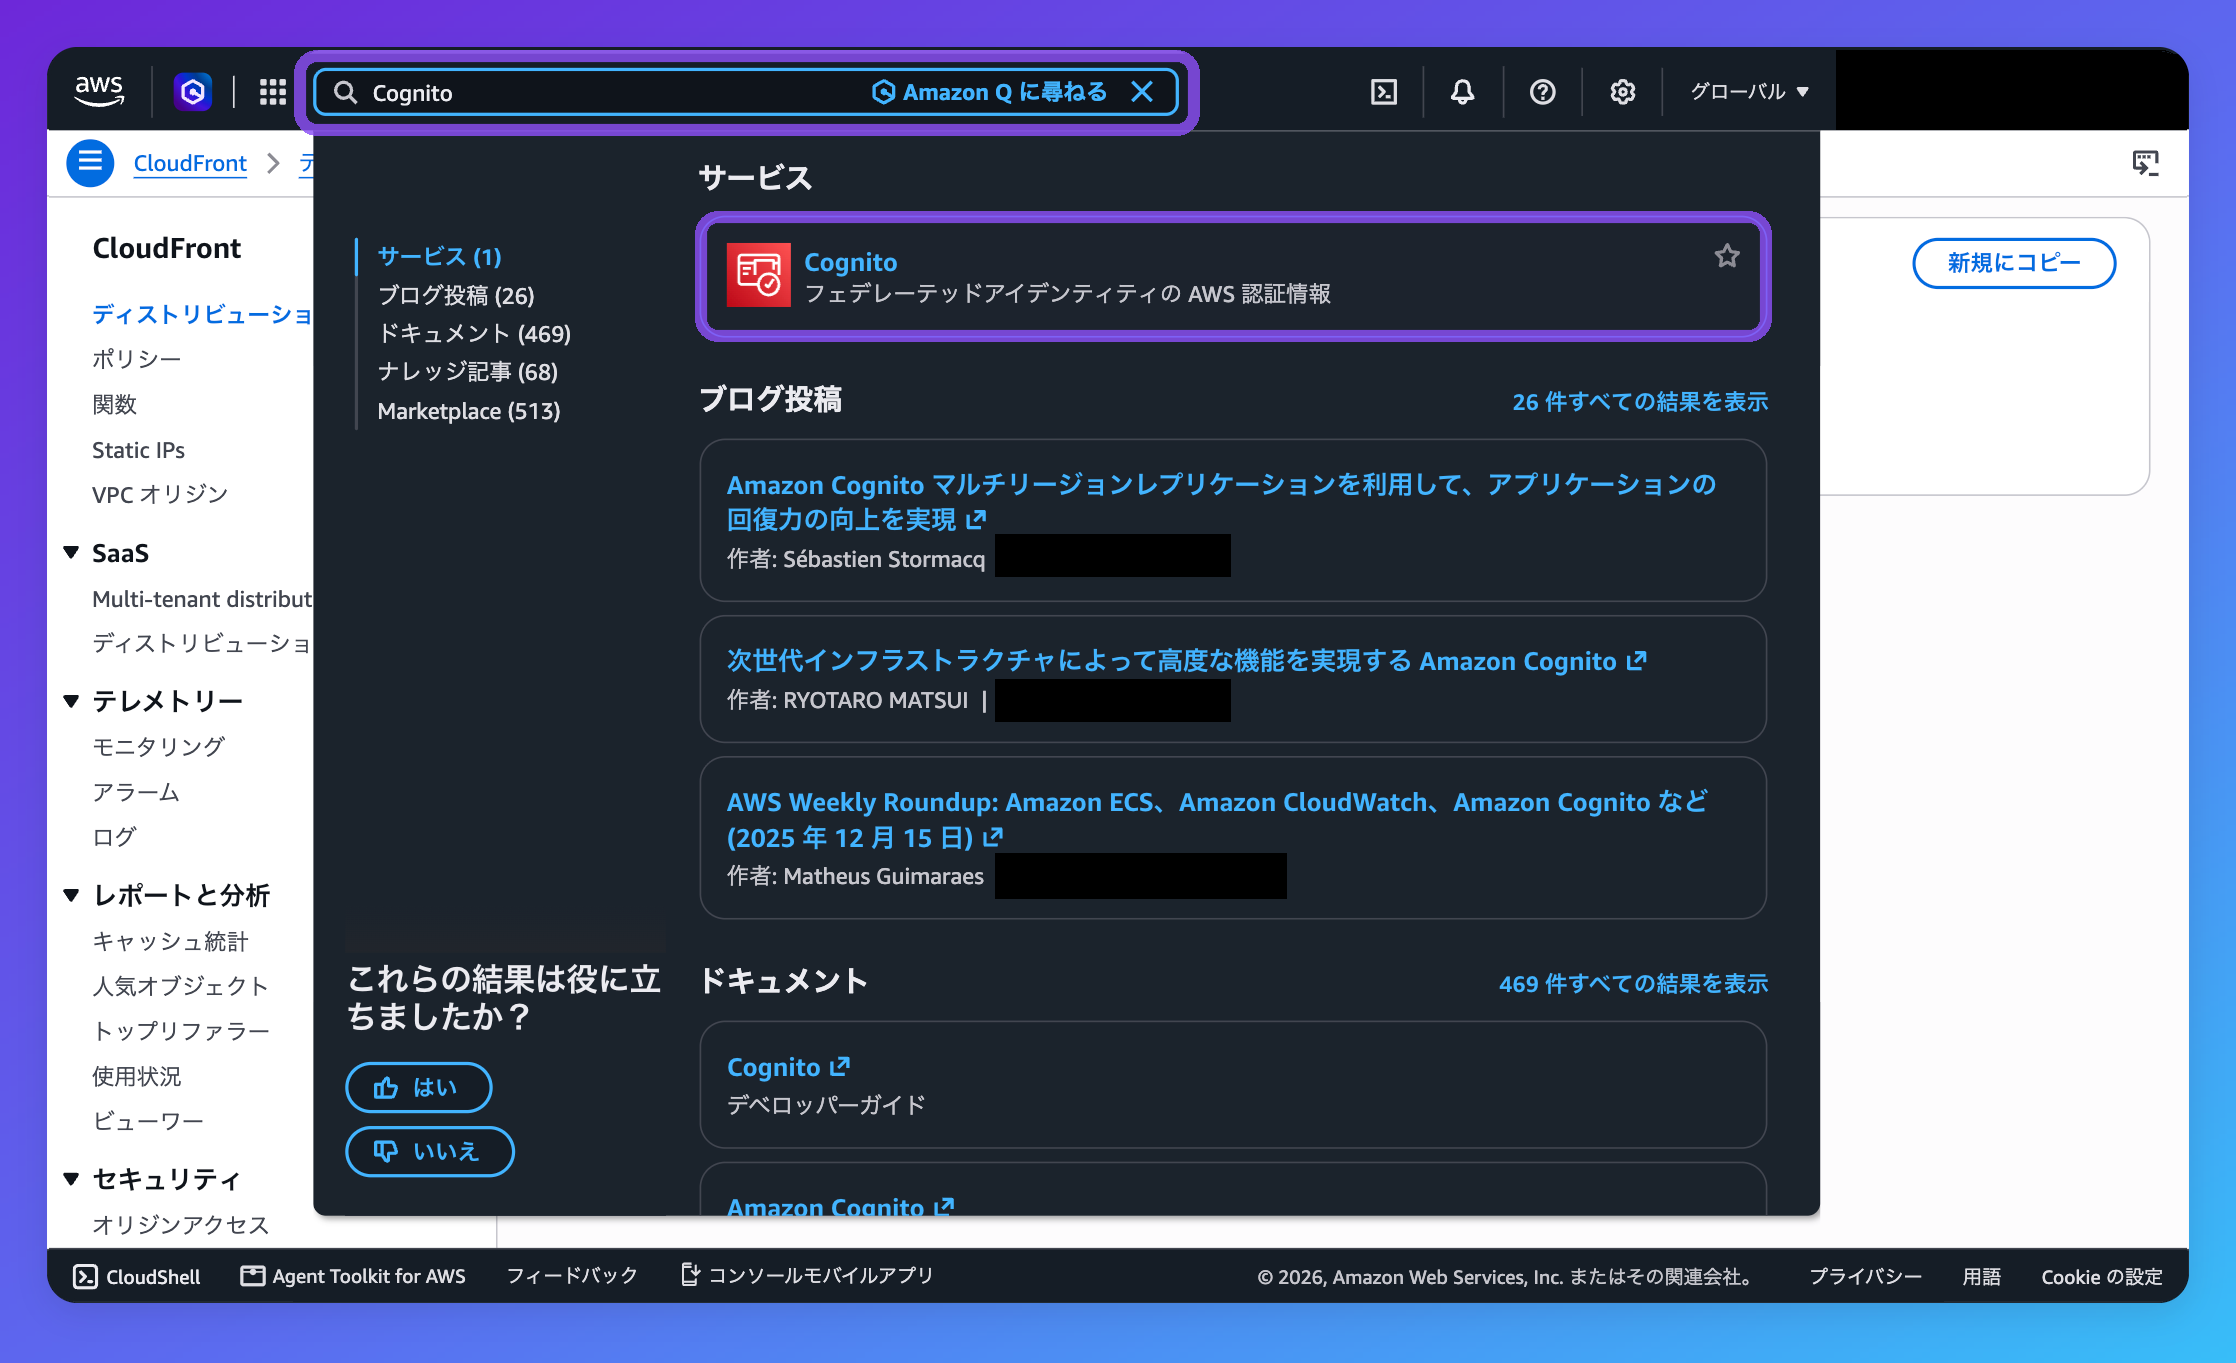 aws
Cognito
Amazon Q に尋ねる
グローバル ▼
CloudFront
テ
CloudFront
ディストリビューショ
ポリシー
関数
Static IPs
VPC オリジン
SaaS
Multi-tenant distribut
ディストリビューショ
テレメトリー
モニタリング
アラーム
ログ
レポートと分析
キャッシュ統計
人気オブジェクト
トップリファラー
使用状況
ビューワー
セキュリティ
オリジンアクセス
サービス (1)
ブログ投稿 (26)
ドキュメント (469)
ナレッジ記事 (68)
Marketplace (513)
これらの結果は役に立
ちましたか？
はい
いいえ
サービス
Cognito
フェデレーテッドアイデンティティの AWS 認証情報
ブログ投稿
26 件すべての結果を表示
Amazon Cognito マルチリージョンレプリケーションを利用して、アプリケーションの
回復力の向上を実現
作者: Sébastien Stormacq
次世代インフラストラクチャによって高度な機能を実現する Amazon Cognito
作者: RYOTARO MATSUI |
AWS Weekly Roundup: Amazon ECS、Amazon CloudWatch、Amazon Cognito など
(2025 年 12 月 15 日)
作者: Matheus Guimaraes
ドキュメント
469 件すべての結果を表示
Cognito
デベロッパーガイド
Amazon Cognito
新規にコピー
CloudShell
Agent Toolkit for AWS
フィードバック
コンソールモバイルアプリ
© 2026, Amazon Web Services, Inc. またはその関連会社。
プライバシー
用語
Cookie の設定